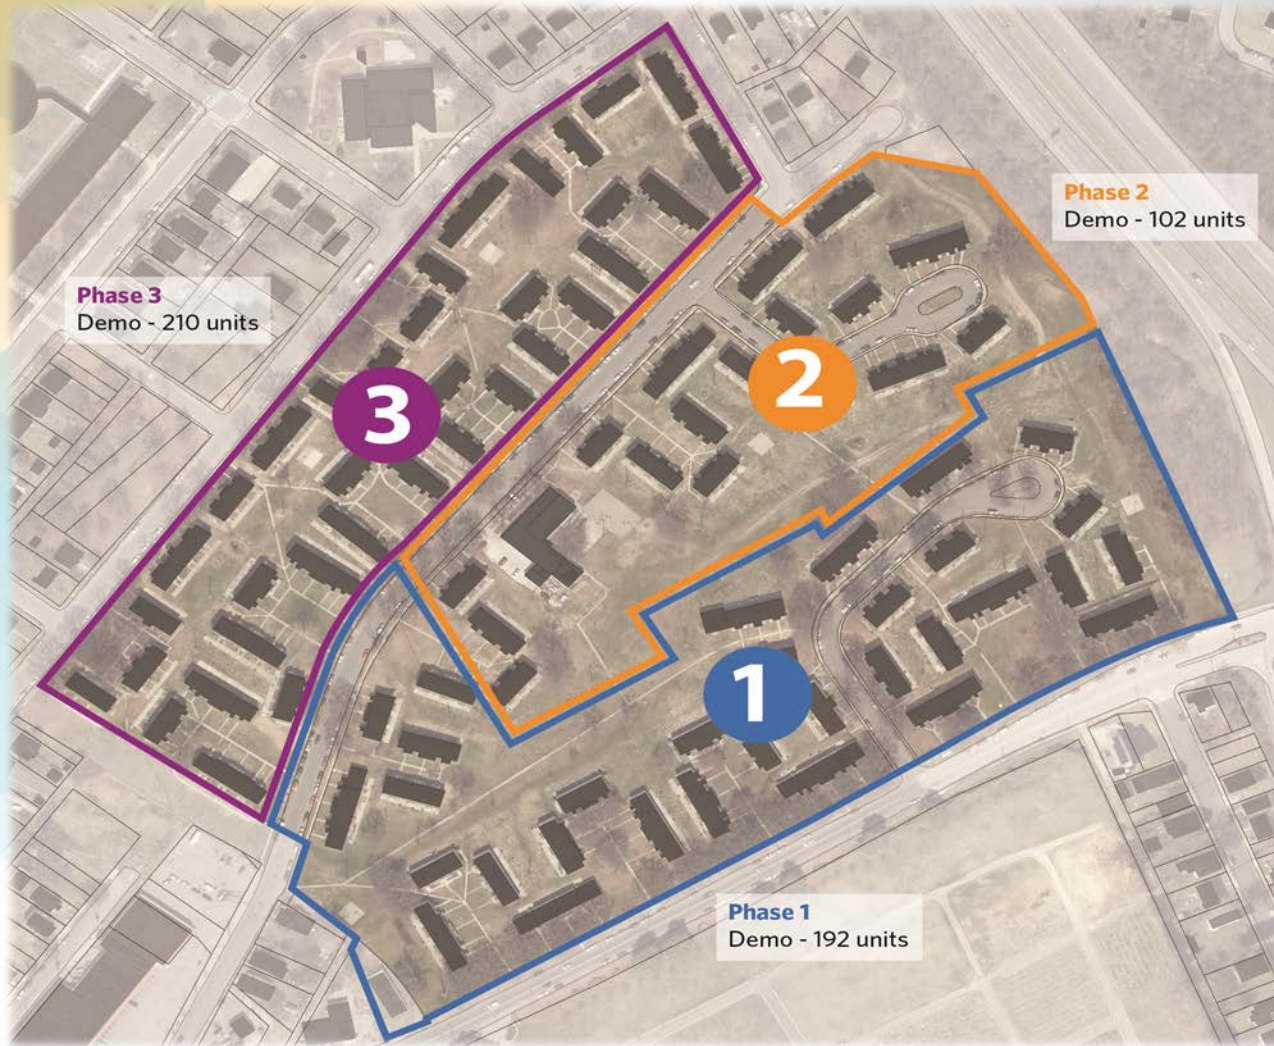 Phase 2
Demo - 102 units
Phase 3
Demo - 210 units
3
2
1
Phase 1
Demo - 192 units